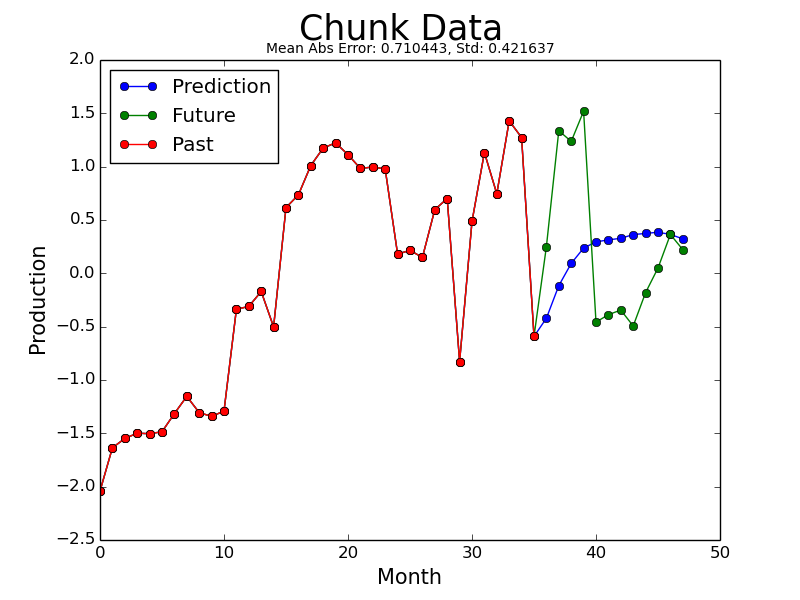 Chunk Data
Mean Abs Error: 0.710443, Std: 0.421637
Prediction
Future
Past
2.0
1.5
1.0
0.5
0.0
−0.5
−1.0
−1.5
−2.0
−2.5
Production
0 10 20 30 40 50
Month